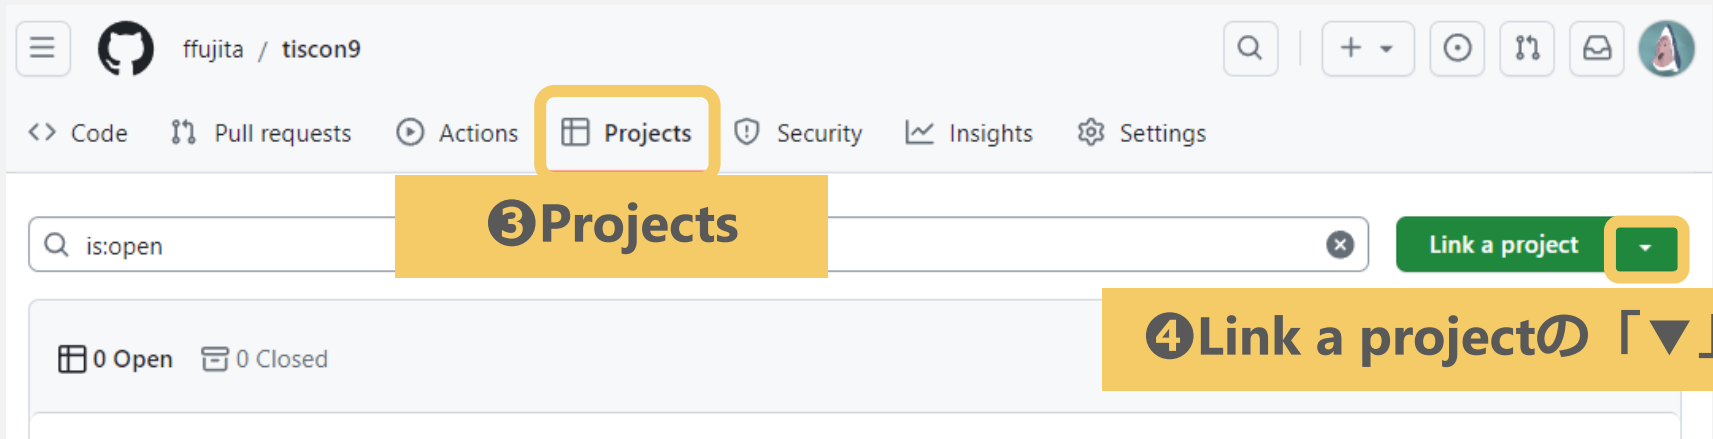 ffujita / tiscon9
Code Pull requests Actions Projects Security Insights Settings
❸Projects
is:open
Link a project
❹Link a projectの「▼」
0 Open 0 Closed